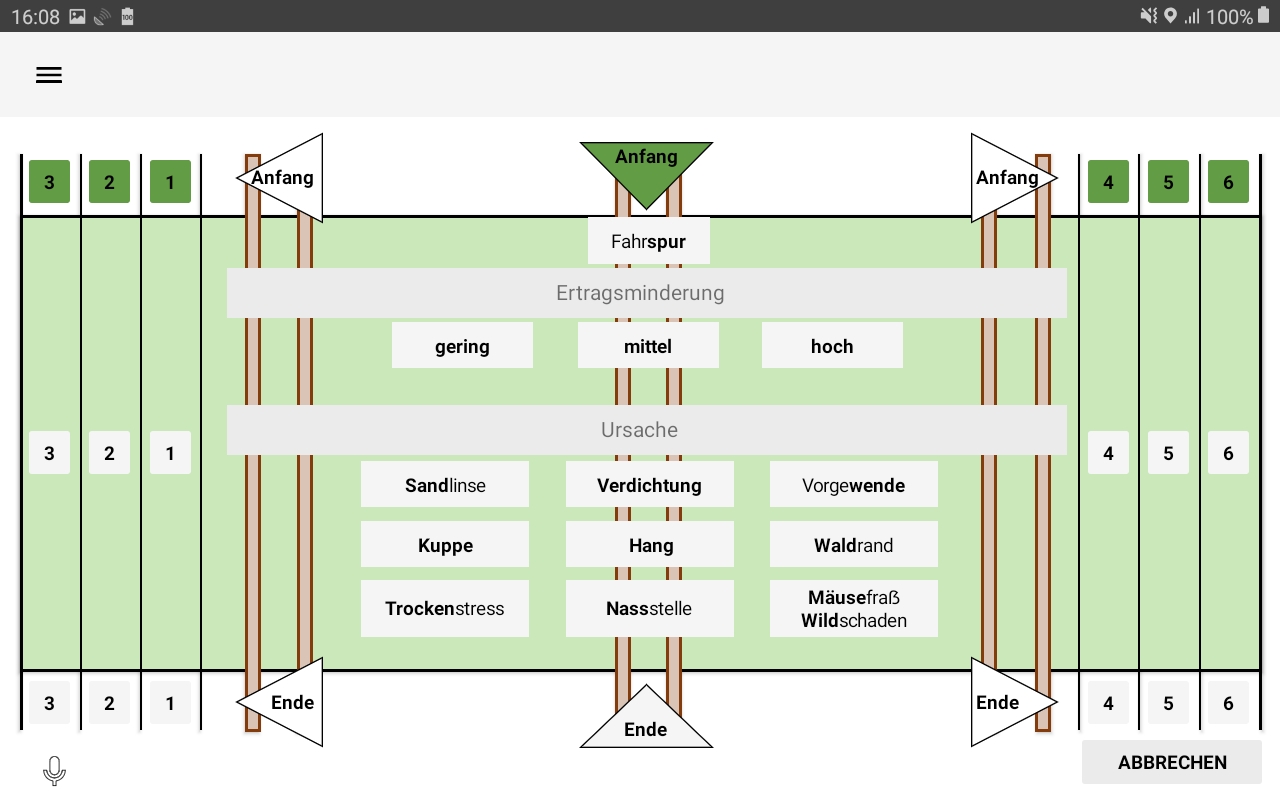 16:08
100
100%
3 2 1 Anfang Anfang Anfang 4 5 6
Fahrspur
Ertragsminderung
gering mittel hoch
Ursache
3 2 1 4 5 6
Sandlinse Verdichtung Vorgewende
Kuppe Hang Waldrand
Trockenstress Nassstelle Mäusefraß
Wildschaden
3 2 1 Ende Ende Ende 4 5 6
ABBRECHEN